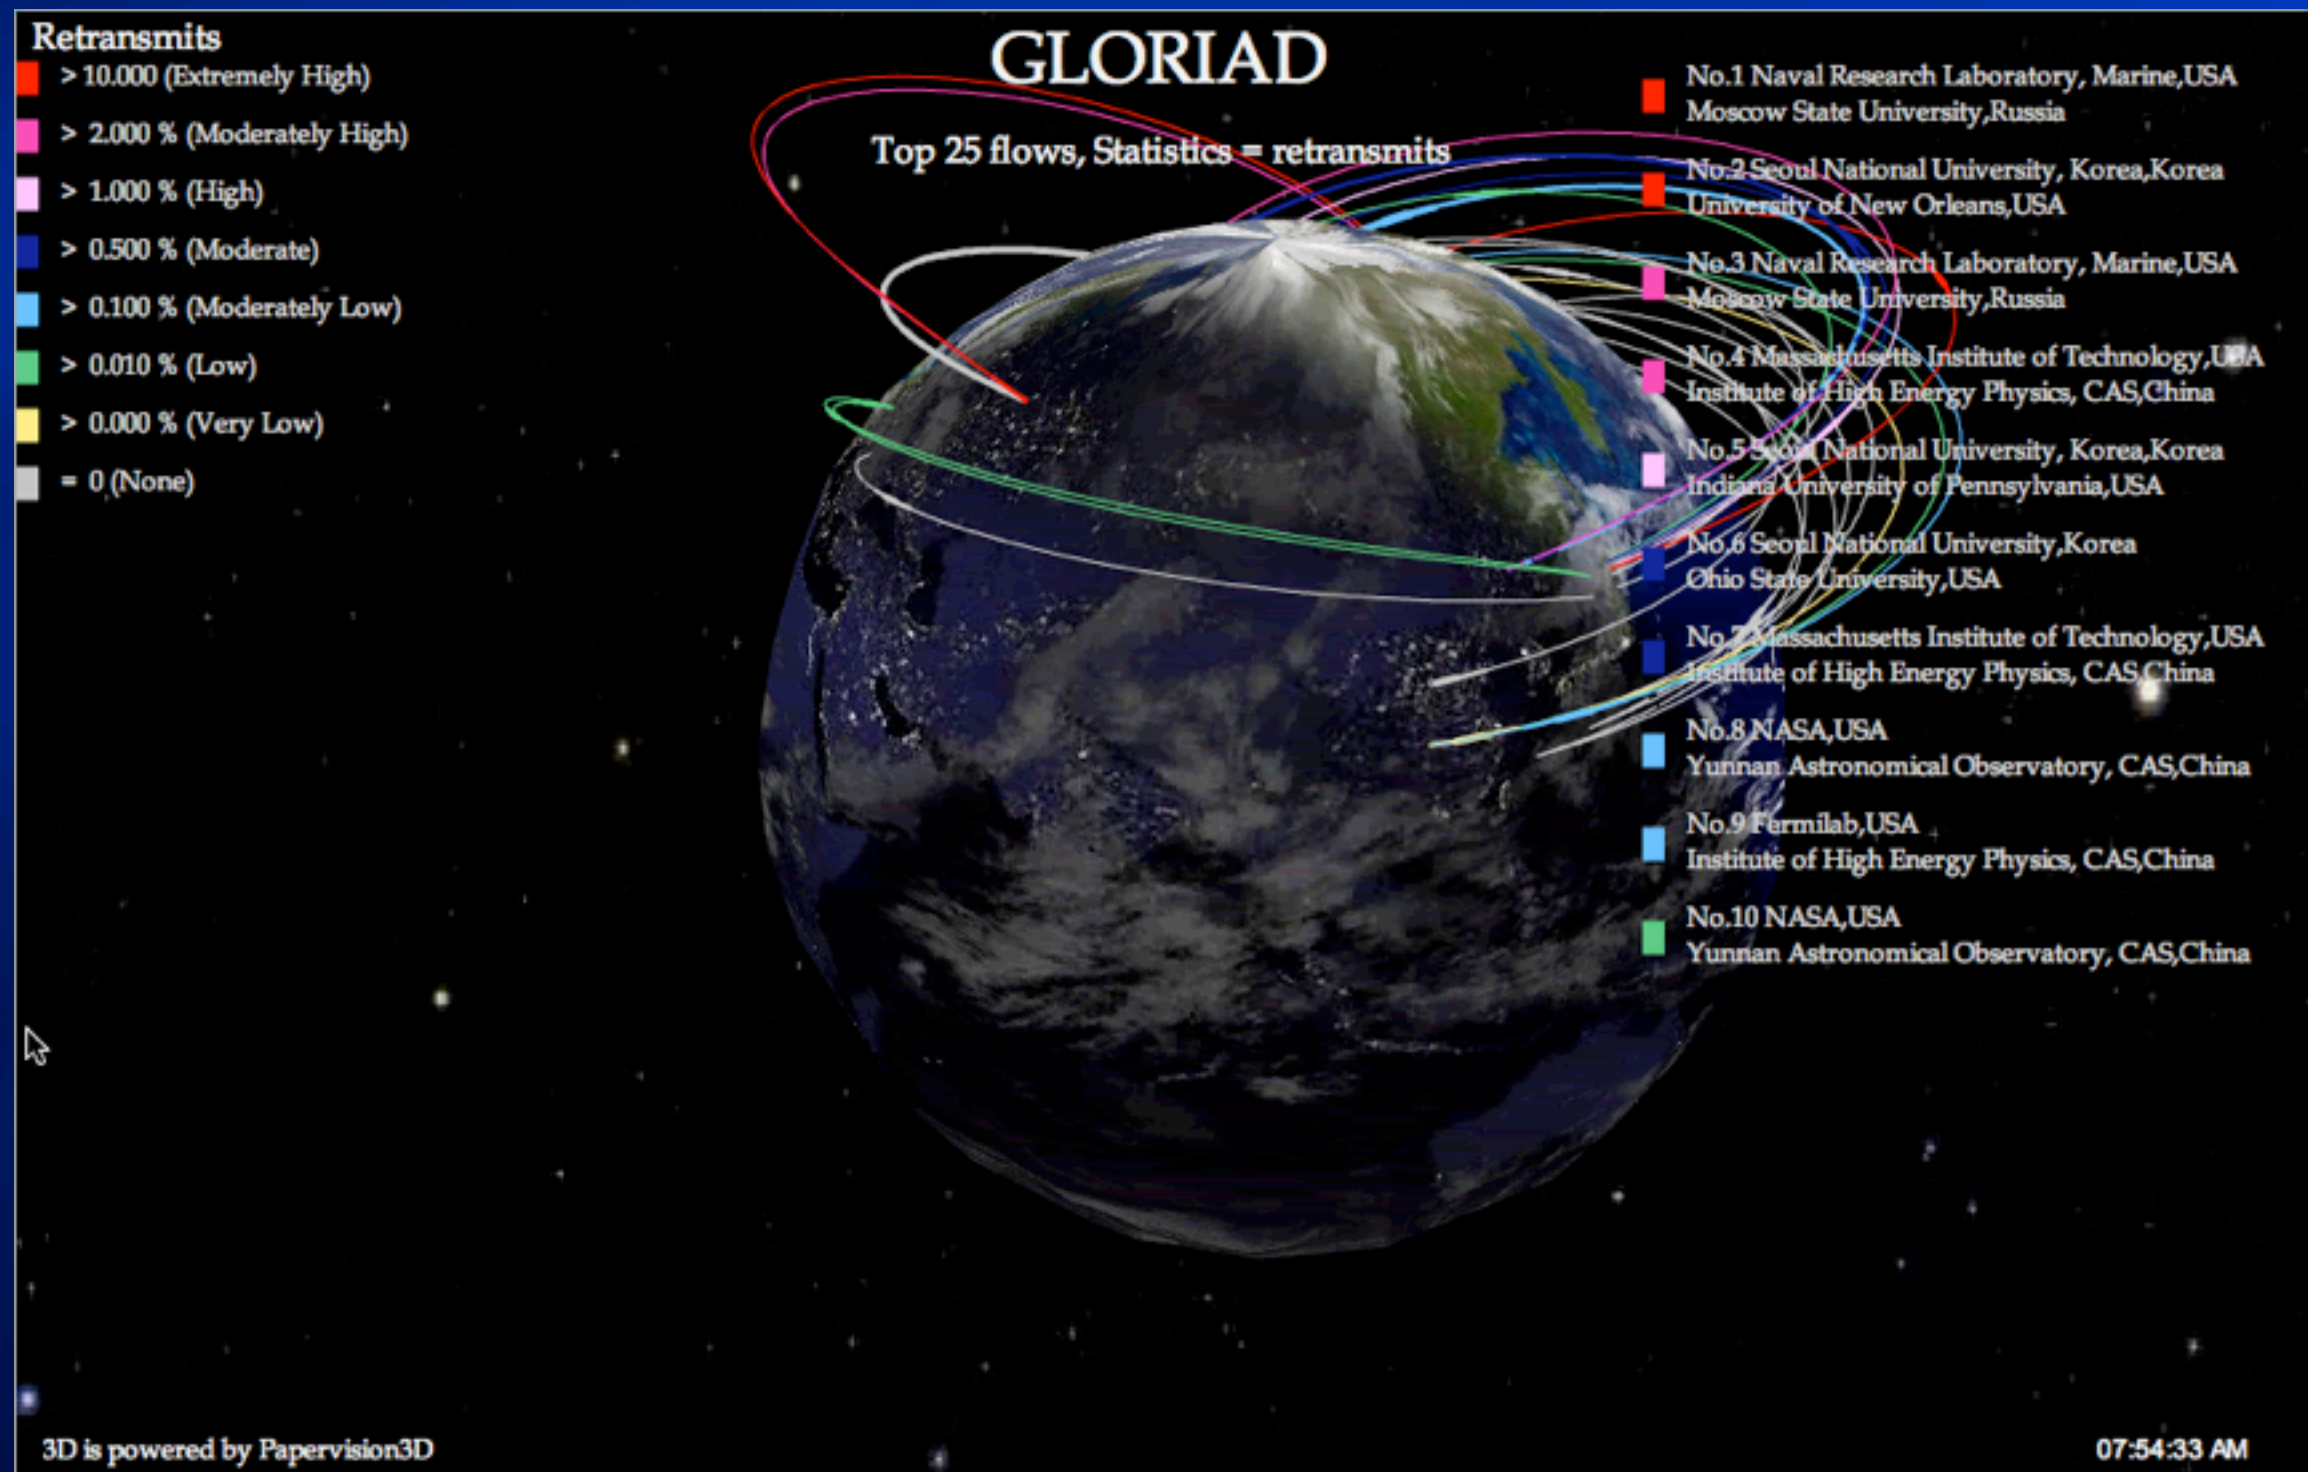 GLORIAD
Top 25 flows, Statistics = retransmits
Retransmits
> 10.000 (Extremely High)
> 2.000 % (Moderately High)
> 1.000 % (High)
> 0.500 % (Moderate)
> 0.100 % (Moderately Low)
> 0.010 % (Low)
> 0.000 % (Very Low)
= 0 (None)
No.1 Naval Research Laboratory, Marine,USA
Moscow State University,Russia
No.2 Seoul National University, Korea,Korea
University of New Orleans,USA
No.3 Naval Research Laboratory, Marine,USA
Moscow State University,Russia
No.4 Massachusetts Institute of Technology,USA
Institute of High Energy Physics, CAS,China
No.5 Seoul National University, Korea,Korea
Indiana University of Pennsylvania,USA
No.6 Seoul National University,Korea
Ohio State University,USA
No.7 Massachusetts Institute of Technology,USA
Institute of High Energy Physics, CAS,China
No.8 NASA,USA
Yunnan Astronomical Observatory, CAS,China
No.9 Fermilab,USA
Institute of High Energy Physics, CAS,China
No.10 NASA,USA
Yunnan Astronomical Observatory, CAS,China
3D is powered by Papervision3D
07:54:33 AM